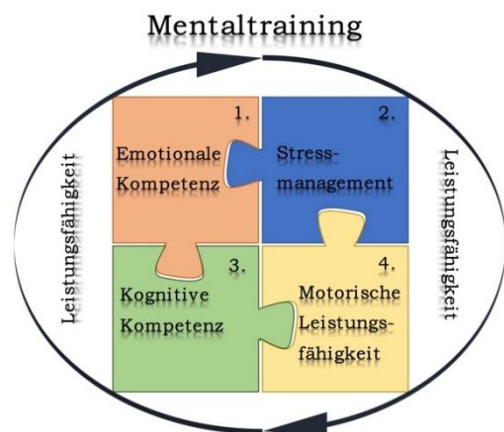 Mentaltraining
1.
Emotionale
Kompetenz
2.
Stress-
management
3.
Kognitive
Kompetenz
4.
Motorische
Leistungs-
fähigkeit
Leistungsfähigkeit
Leistungsfähigkeit